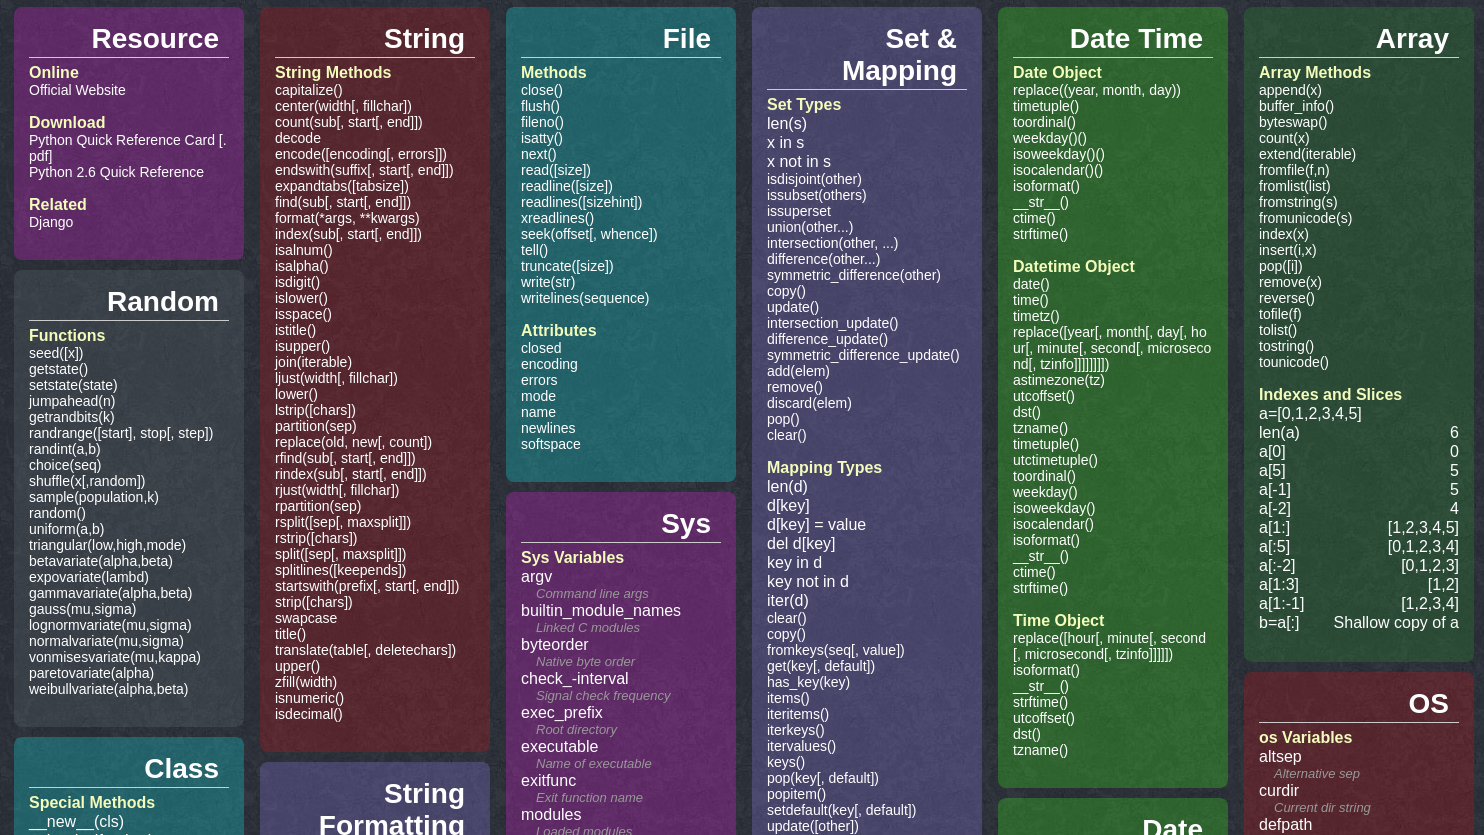 Resource
Online
Official Website
Download
Python Quick Reference Card [.
pdf]
Python 2.6 Quick Reference
Related
Django
Random
Functions
seed([x])
getstate()
setstate(state)
jumpahead(n)
getrandbits(k)
randrange([start], stop[, step])
randint(a,b)
choice(seq)
shuffle(x[,random])
sample(population,k)
random()
uniform(a,b)
triangular(low,high,mode)
betavariate(alpha,beta)
expovariate(lambd)
gammavariate(alpha,beta)
gauss(mu,sigma)
lognormvariate(mu,sigma)
normalvariate(mu,sigma)
vonmisesvariate(mu,kappa)
paretovariate(alpha)
weibullvariate(alpha,beta)
Class
Special Methods
__new__(cls)
String
String Methods
capitalize()
center(width[, fillchar])
count(sub[, start[, end]])
decode
encode([encoding[, errors]])
endswith(suffix[, start[, end]])
expandtabs([tabsize])
find(sub[, start[, end]])
format(*args, **kwargs)
index(sub[, start[, end]])
isalnum()
isalpha()
isdigit()
islower()
isspace()
istitle()
isupper()
join(iterable)
ljust(width[, fillchar])
lower()
lstrip([chars])
partition(sep)
replace(old, new[, count])
rfind(sub[, start[, end]])
rindex(sub[, start[, end]])
rjust(width[, fillchar])
rpartition(sep)
rsplit([sep[, maxsplit]])
rstrip([chars])
split([sep[, maxsplit]])
splitlines([keepends])
startswith(prefix[, start[, end]])
strip([chars])
swapcase
title()
translate(table[, deletechars])
upper()
zfill(width)
isnumeric()
isdecimal()
String
Formatting
File
Methods
close()
flush()
fileno()
isatty()
next()
read([size])
readline([size])
readlines([sizehint])
xreadlines()
seek(offset[, whence])
tell()
truncate([size])
write(str)
writelines(sequence)
Attributes
closed
encoding
errors
mode
name
newlines
softspace
Sys
Sys Variables
argv
Command line args
builtin_module_names
Linked C modules
byteorder
Native byte order
check_-interval
Signal check frequency
exec_prefix
Root directory
executable
Name of executable
exitfunc
Exit function name
modules
Loaded modules
Set &
Mapping
Set Types
len(s)
x in s
x not in s
isdisjoint(other)
issubset(others)
issuperset
union(other...)
intersection(other, ...)
difference(other...)
symmetric_difference(other)
copy()
update()
intersection_update()
difference_update()
symmetric_difference_update()
add(elem)
remove()
discard(elem)
pop()
clear()
Mapping Types
len(d)
d[key]
d[key] = value
del d[key]
key in d
key not in d
iter(d)
clear()
copy()
fromkeys(seq[, value])
get(key[, default])
has_key(key)
items()
iteritems()
iterkeys()
itervalues()
keys()
pop(key[, default])
popitem()
setdefault(key[, default])
update([other])
Date Time
Date Object
replace((year, month, day))
timetuple()
toordinal()
weekday()()
isoweekday()()
isocalendar()()
isoformat()
__str__()
ctime()
strftime()
Datetime Object
date()
time()
timetz()
replace([year[, month[, day[, ho
ur[, minute[, second[, microseco
nd[, tzinfo]]]]]]]])
astimezone(tz)
utcoffset()
dst()
tzname()
timetuple()
utctimetuple()
toordinal()
weekday()
isoweekday()
isocalendar()
isoformat()
__str__()
ctime()
strftime()
Time Object
replace([hour[, minute[, second
[, microsecond[, tzinfo]]]]])
isoformat()
__str__()
strftime()
utcoffset()
dst()
tzname()
Date
Array
Array Methods
append(x)
buffer_info()
byteswap()
count(x)
extend(iterable)
fromfile(f,n)
fromlist(list)
fromstring(s)
fromunicode(s)
index(x)
insert(i,x)
pop([i])
remove(x)
reverse()
tofile(f)
tolist()
tostring()
tounicode()
Indexes and Slices
a=[0,1,2,3,4,5]
len(a) 6
a[0] 0
a[5] 5
a[-1] 5
a[-2] 4
a[1:] [1,2,3,4,5]
a[:5] [0,1,2,3,4]
a[:-2] [0,1,2,3]
a[1:3] [1,2]
a[1:-1] [1,2,3,4]
b=a[:] Shallow copy of a
OS
os Variables
altsep
Alternative sep
curdir
Current dir string
defpath